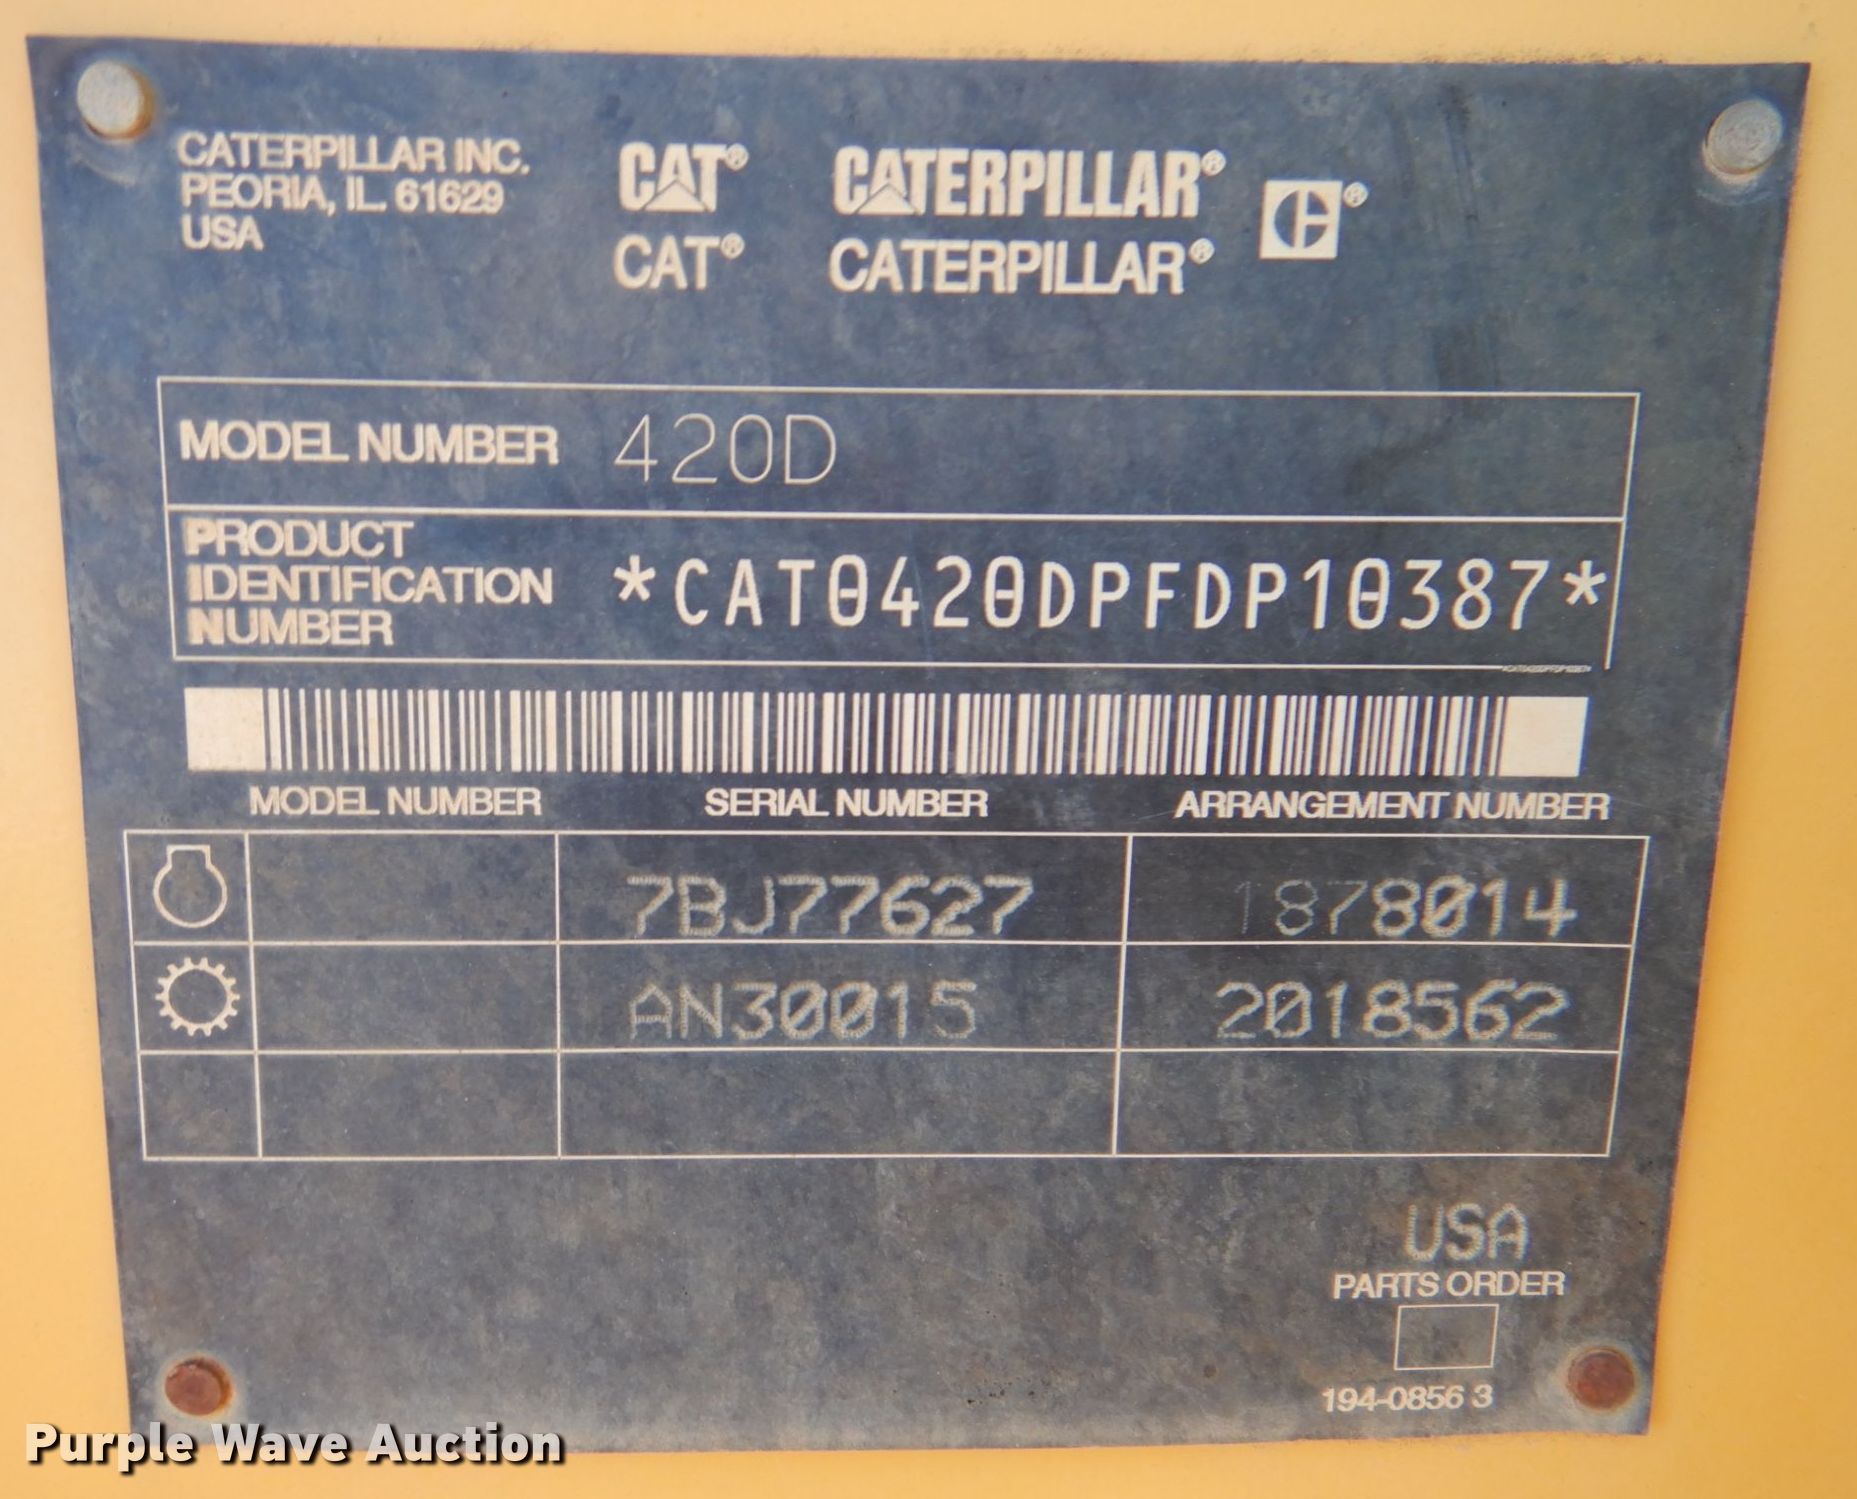 CATERPILLAR INC.
PEORIA, IL. 61629
USA
CAT® CATERPILLAR® ®
CAT® CATERPILLAR®
MODEL NUMBER 420D
PRODUCT
IDENTIFICATION
NUMBER
*CAT0420DPFDP10387*
MODEL NUMBER SERIAL NUMBER ARRANGEMENT NUMBER
7BJ77627 1878014
AN30015 2018562
USA
PARTS ORDER
194-0856 3
Purple Wave Auction